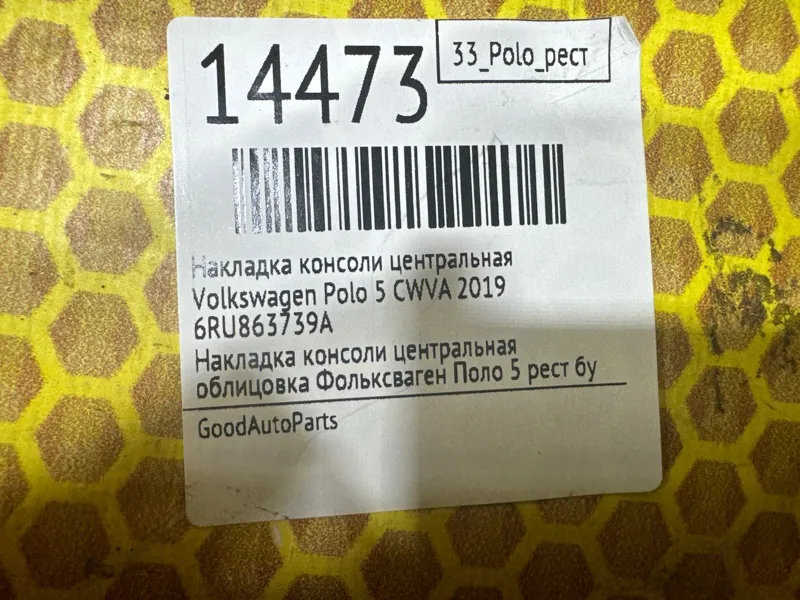 14473
33_Polo_рест
Накладка консоли центральная
Volkswagen Polo 5 CWVA 2019
6RU863739A
Накладка консоли центральная
облицовка Фольксваген Поло 5 рест бу
GoodAutoParts